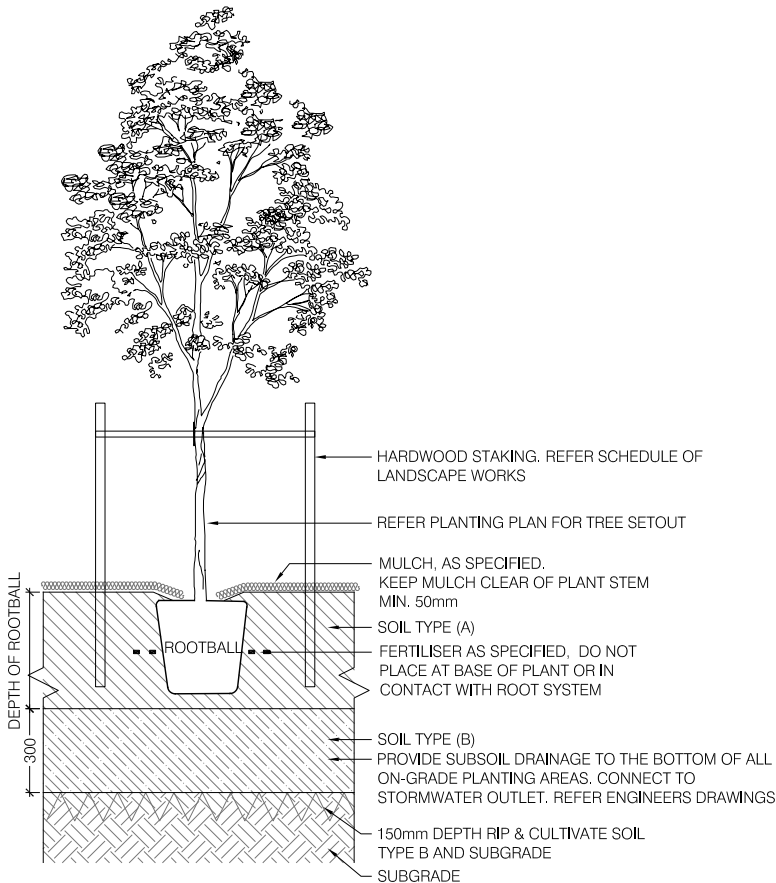 HARDWOOD STAKING. REFER SCHEDULE OF
LANDSCAPE WORKS
REFER PLANTING PLAN FOR TREE SETOUT
MULCH, AS SPECIFIED.
KEEP MULCH CLEAR OF PLANT STEM
MIN. 50mm
SOIL TYPE (A)
FERTILISER AS SPECIFIED, DO NOT
PLACE AT BASE OF PLANT OR IN
CONTACT WITH ROOT SYSTEM
ROOTBALL
DEPTH OF ROOTBALL
300
SOIL TYPE (B)
PROVIDE SUBSOIL DRAINAGE TO THE BOTTOM OF ALL
ON-GRADE PLANTING AREAS. CONNECT TO
STORMWATER OUTLET. REFER ENGINEERS DRAWINGS
150mm DEPTH RIP & CULTIVATE SOIL
TYPE B AND SUBGRADE
SUBGRADE